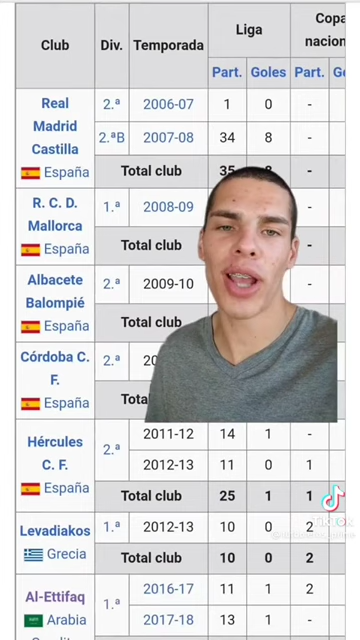 Club Div. Temporada Liga Copa nacion
Part. Goles Part.
Real Madrid Castilla España 2.ª 2006-07 1 0 -
2.ªB 2007-08 34 8 -
Total club 35 8 -
R. C. D. Mallorca España 1.ª 2008-09 -
Total club -
Albacete Balompié España 2.ª 2009-10
Total club
Córdoba C. F. España 2.ª
Hércules C. F. España 2.ª 2011-12 14 1 -
2012-13 11 0 1
Total club 25 1 1
Levadiakos Grecia 1.ª 2012-13 10 0 2
Total club 10 0 2
Al-Ettifaq Arabia 1.ª 2016-17 11 1 2
2017-18 13 1 -
TikTok